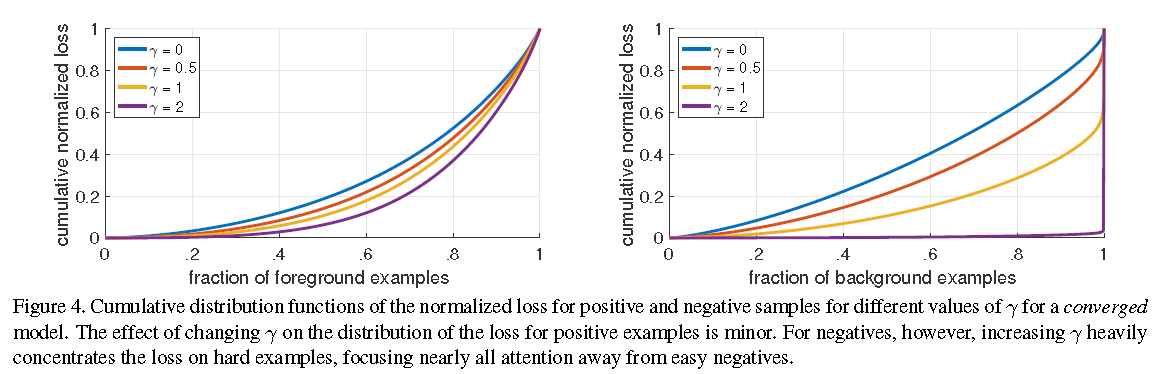 cumulative normalized loss
1
0.8
0.6
0.4
0.2
0
γ = 0
γ = 0.5
γ = 1
γ = 2
0 .2 .4 .6 .8 1
fraction of foreground examples
cumulative normalized loss
1
0.8
0.6
0.4
0.2
0
γ = 0
γ = 0.5
γ = 1
γ = 2
0 .2 .4 .6 .8 1
fraction of background examples
Figure 4. Cumulative distribution functions of the normalized loss for positive and negative samples for different values of γ for a converged
model. The effect of changing γ on the distribution of the loss for positive examples is minor. For negatives, however, increasing γ heavily
concentrates the loss on hard examples, focusing nearly all attention away from easy negatives.